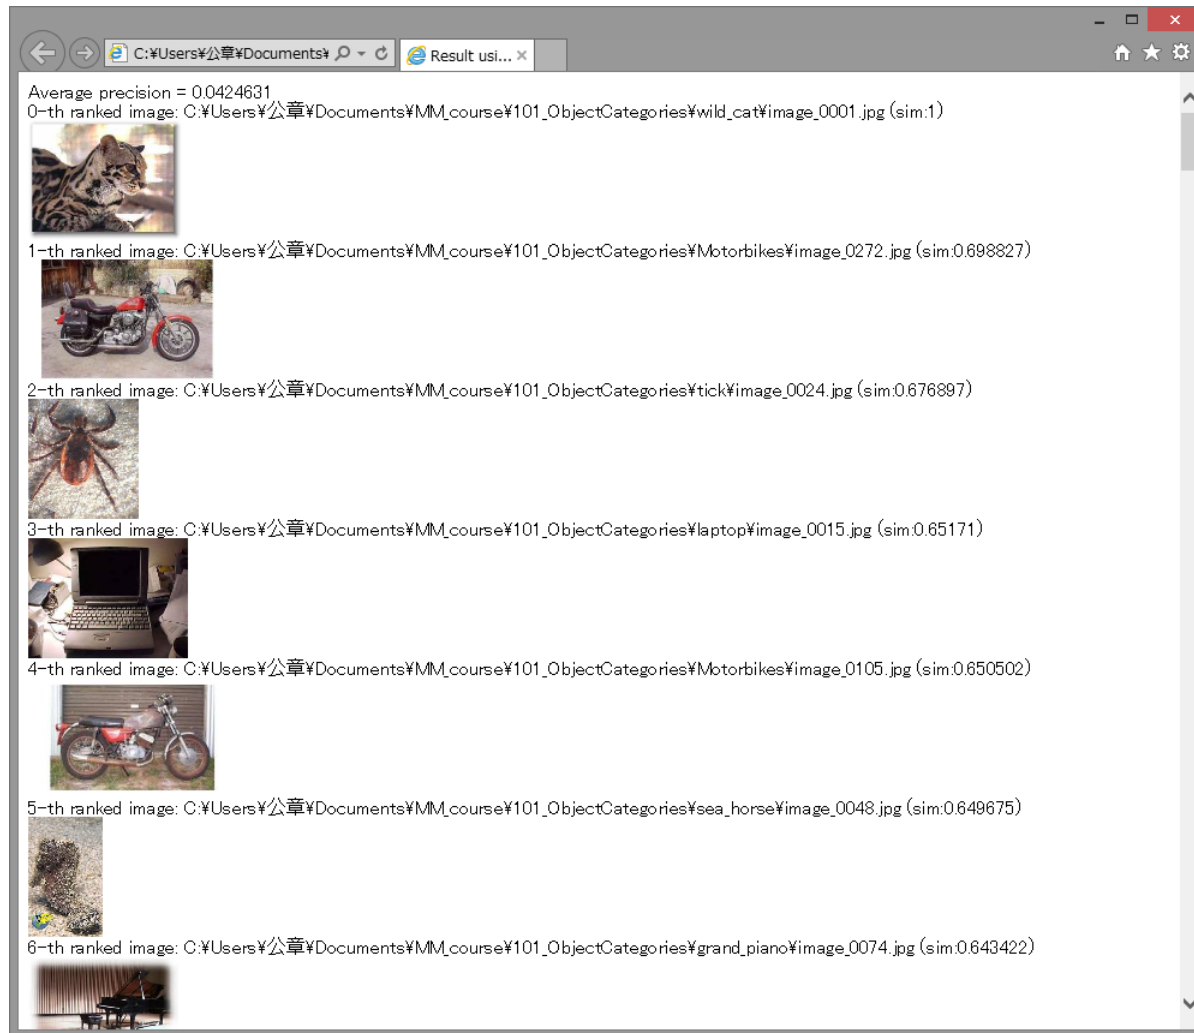 C:¥Users¥公章¥Documents¥
Result usi...
Average precision = 0.0424631
0-th ranked image: C:¥Users¥公章¥Documents¥MM_course¥101_ObjectCategories¥wild_cat¥image_0001.jpg (sim:1)
1-th ranked image: C:¥Users¥公章¥Documents¥MM_course¥101_ObjectCategories¥Motorbikes¥image_0272.jpg (sim:0.698827)
2-th ranked image: C:¥Users¥公章¥Documents¥MM_course¥101_ObjectCategories¥tick¥image_0024.jpg (sim:0.676897)
3-th ranked image: C:¥Users¥公章¥Documents¥MM_course¥101_ObjectCategories¥laptop¥image_0015.jpg (sim:0.65171)
4-th ranked image: C:¥Users¥公章¥Documents¥MM_course¥101_ObjectCategories¥Motorbikes¥image_0105.jpg (sim:0.650502)
5-th ranked image: C:¥Users¥公章¥Documents¥MM_course¥101_ObjectCategories¥sea_horse¥image_0048.jpg (sim:0.649675)
6-th ranked image: C:¥Users¥公章¥Documents¥MM_course¥101_ObjectCategories¥grand_piano¥image_0074.jpg (sim:0.643422)